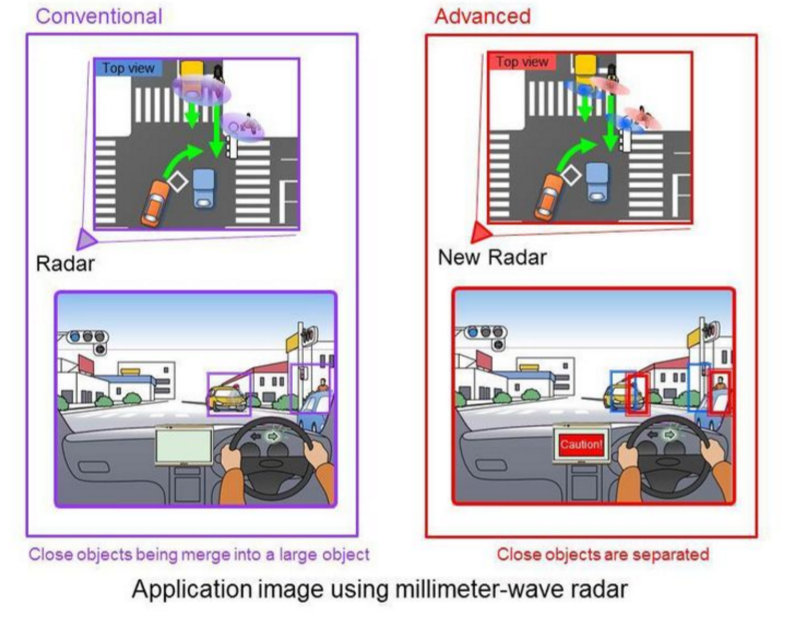 Conventional
Advanced
Top view
Top view
Radar
New Radar
Caution!
Close objects being merge into a large object
Close objects are separated
Application image using millimeter-wave radar